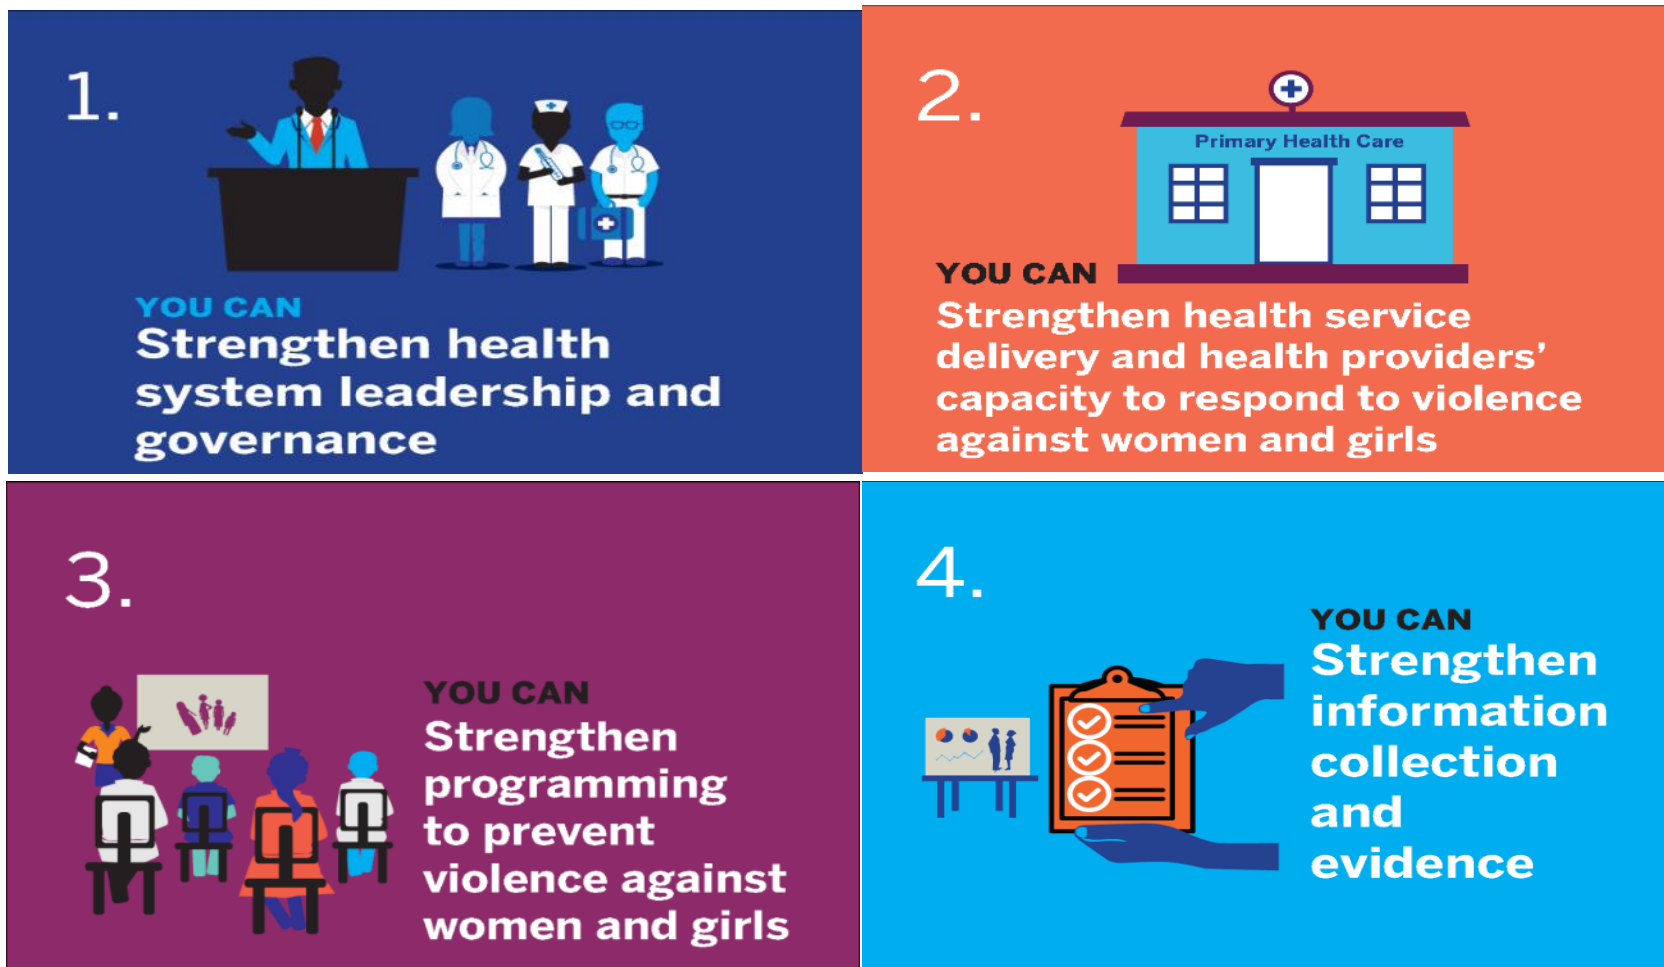 1.
YOU CAN
Strengthen health
system leadership and
governance
2.
Primary Health Care
YOU CAN
Strengthen health service
delivery and health providers’
capacity to respond to violence
against women and girls
3.
YOU CAN
Strengthen
programming
to prevent
violence against
women and girls
4.
YOU CAN
Strengthen
information
collection
and
evidence